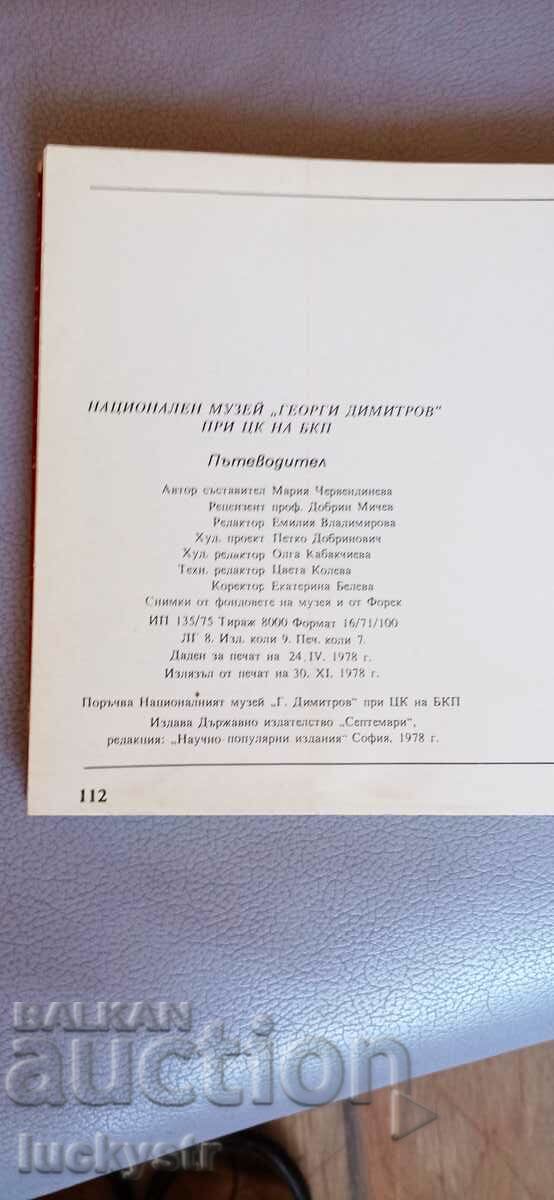 НАЦИОНАЛЕН МУЗЕЙ „ГЕОРГИ ДИМИТРОВ"
ПРИ ЦК НА БКП
Пътеводител
Автор съставител Мария Червендинева
Рецензент проф. Добрин Мичев
Редактор Емилия Владимирова
Худ. проект Петко Добринович
Худ. редактор Олга Кабакчиева
Техн. редактор Цвета Колева
Коректор Екатерина Белева
Снимки от фондовете на музея и от Форек
ИП 135/75 Тираж 8000 Формат 16/71/100
ЛГ 8. Изд. коли 9. Печ. коли 7.
Даден за печат на 24. IV. 1978 г.
Излязъл от печат на 30. XI. 1978 г.
Поръчва Националният музей „Г. Димитров" при ЦК на БКП
Издава Държавно издателство „Септември",
редакция: „Научно популярни издания" София, 1978 г.
112
BALKAN
auction
luckystr